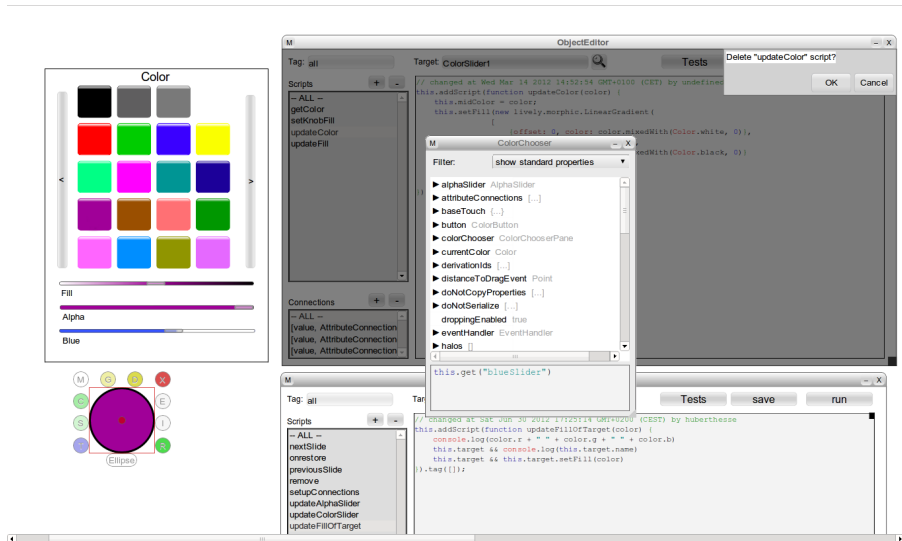 Color
<
>
Fill
Alpha
Blue
M
G
D
X
C
E
S
I
R
Ellipse
M
ObjectEditor
– X
Tag: all
Target: ColorSlider1
Tests
Scripts
+ -
-- ALL --
getColor
setKnobFill
updateColor
updateFill
Connections
+ -
-- ALL --
[value, AttributeConnection
[value, AttributeConnection
[value, AttributeConnection
// changed at Wed Mar 14 2012 14:52:54 GMT+0100 (CET) by undefined
this.addScript(function updateColor(color) {
this.midColor = color;
this.setFill(new lively.morphic.LinearGradient(
[
{offset: 0, color: color.mixedWith(Color.white, 0)},
mixedWith(Color.black, 0)}
Delete "updateColor" script?
OK
Cancel
M
ColorChooser
– X
Filter:
show standard properties
▶ alphaSlider AlphaSlider
▶ attributeConnections [...]
▶ baseTouch {...}
▶ button ColorButton
▶ colorChooser ColorChooserPane
▶ currentColor Color
▶ derivationIds [...]
▶ distanceToDragEvent Point
▶ doNotCopyProperties [...]
▶ doNotSerialize [...]
droppingEnabled true
▶ eventHandler EventHandler
▶ halos []
this.get("blueSlider")
M
– X
Tag: all
Tests
save
run
Scripts
+ -
-- ALL --
nextSlide
onrestore
previousSlide
remove
setupConnections
updateAlphaSlider
updateColorSlider
updateFillOfTarget
// changed at Sat Jun 30 2012 17:25:14 GMT+0200 (CEST) by huberthesse
this.addScript(function updateFillOfTarget(color) {
console.log(color.r + " " + color.g + " " + color.b)
this.target && console.log(this.target.name)
this.target && this.target.setFill(color)
}).tag([]);